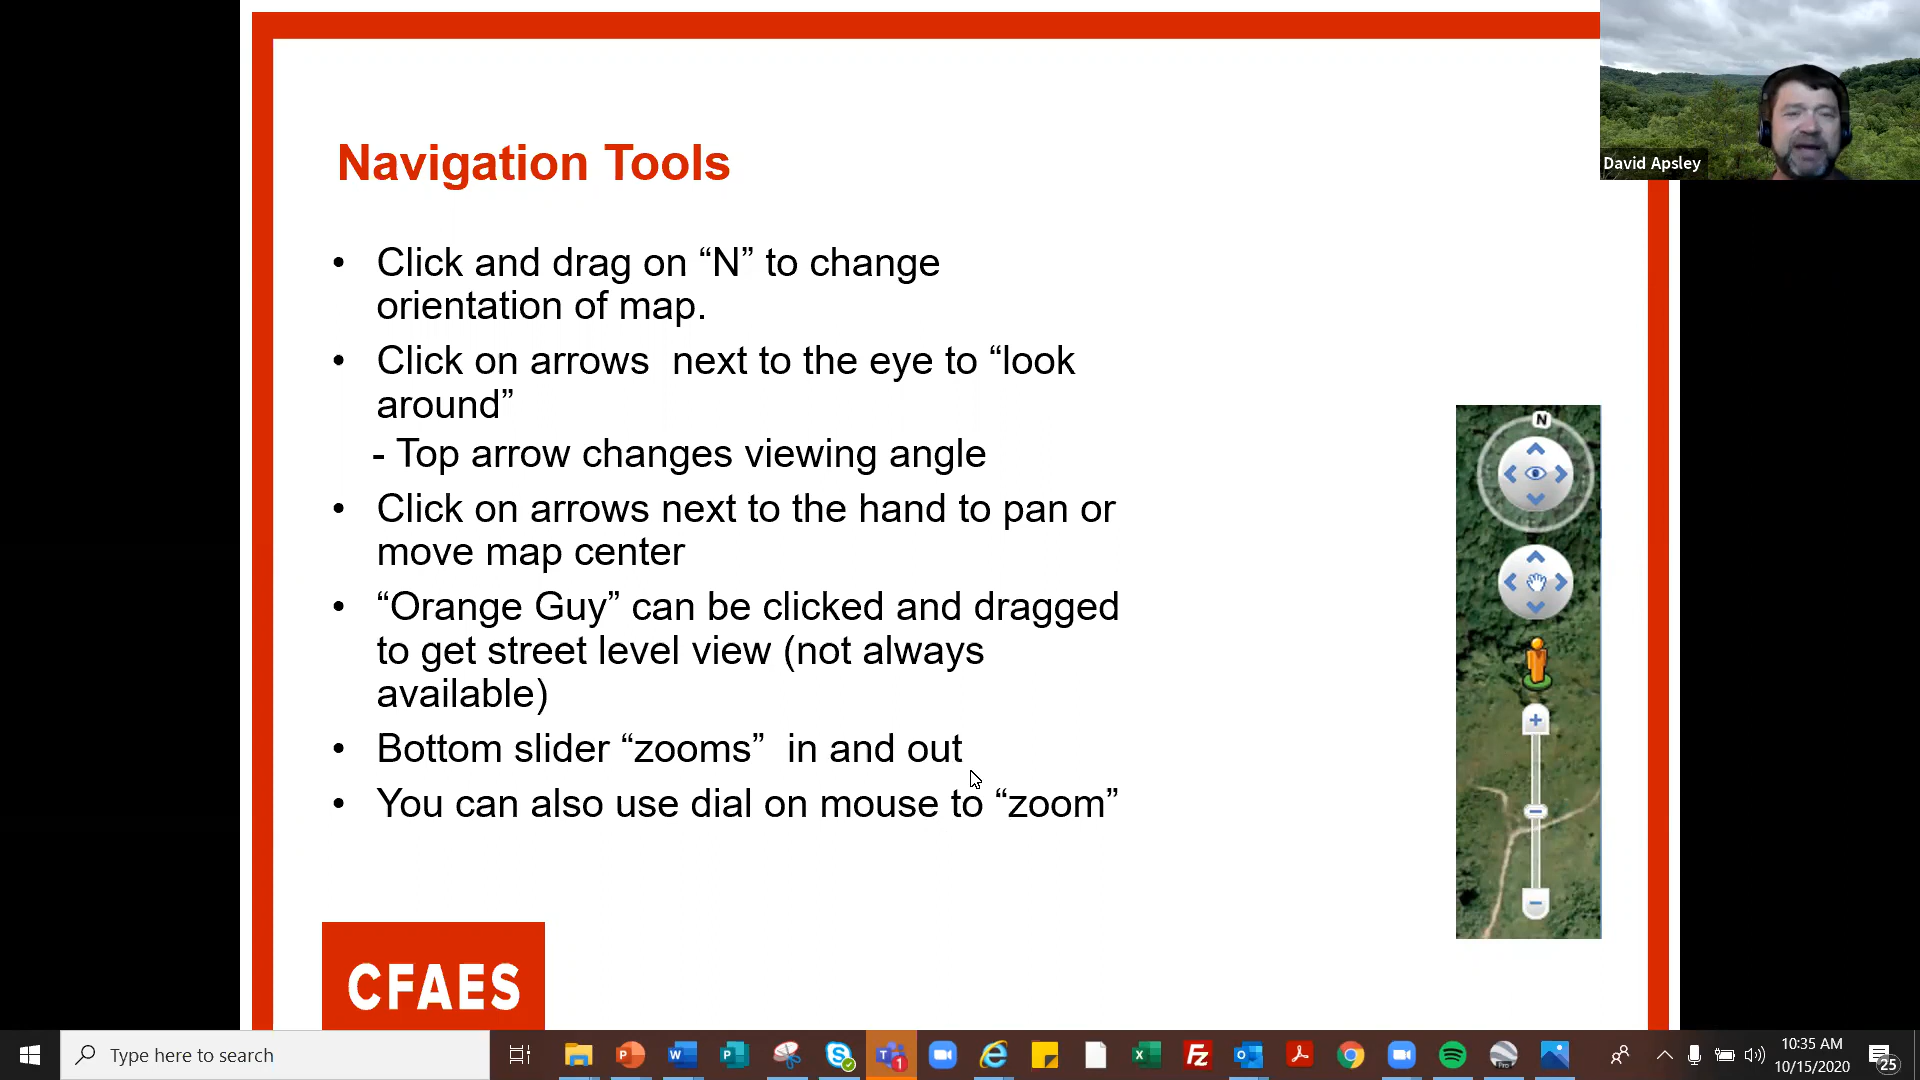 David Apsley
Navigation Tools
• Click and drag on “N” to change
orientation of map.
• Click on arrows  next to the eye to “look
around”
- Top arrow changes viewing angle
• Click on arrows next to the hand to pan or
move map center
• “Orange Guy” can be clicked and dragged
to get street level view (not always
available)
• Bottom slider “zooms”  in and out
• You can also use dial on mouse to “zoom”
N
CFAES
Type here to search
1
10:35 AM
10/15/2020
25